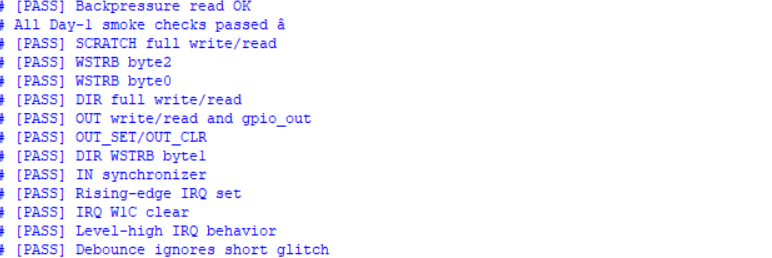 # [PASS] Backpressure read OK
# All Day-1 smoke checks passed â
# [PASS] SCRATCH full write/read
# [PASS] WSTRB byte2
# [PASS] WSTRB byte0
# [PASS] DIR full write/read
# [PASS] OUT write/read and gpio_out
# [PASS] OUT_SET/OUT_CLR
# [PASS] DIR WSTRB byte1
# [PASS] IN synchronizer
# [PASS] Rising-edge IRQ set
# [PASS] IRQ W1C clear
# [PASS] Level-high IRQ behavior
# [PASS] Debounce ignores short glitch